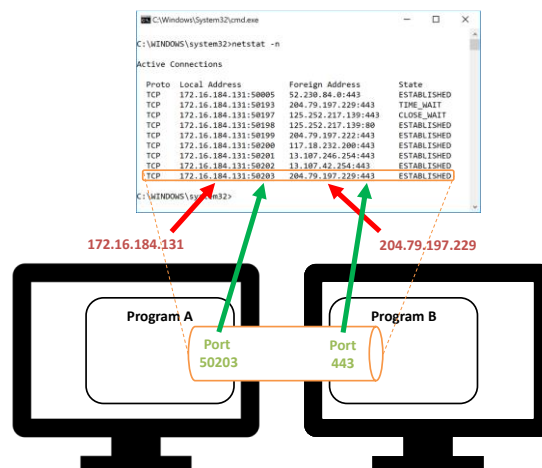 C:\Windows\System32\cmd.exe
C:\WINDOWS\system32>netstat -n
Active Connections
Proto Local Address Foreign Address State
TCP 172.16.184.131:50005 52.230.84.0:443 ESTABLISHED
TCP 172.16.184.131:50193 204.79.197.229:443 TIME_WAIT
TCP 172.16.184.131:50197 125.252.217.139:443 CLOSE_WAIT
TCP 172.16.184.131:50198 125.252.217.139:80 ESTABLISHED
TCP 172.16.184.131:50199 204.79.197.222:443 ESTABLISHED
TCP 172.16.184.131:50200 117.18.232.200:443 ESTABLISHED
TCP 172.16.184.131:50201 13.107.246.254:443 ESTABLISHED
TCP 172.16.184.131:50202 13.107.42.254:443 ESTABLISHED
TCP 172.16.184.131:50203 204.79.197.229:443 ESTABLISHED
C:\WINDOWS\system32>
172.16.184.131
204.79.197.229
Program A
Program B
Port
50203
Port
443